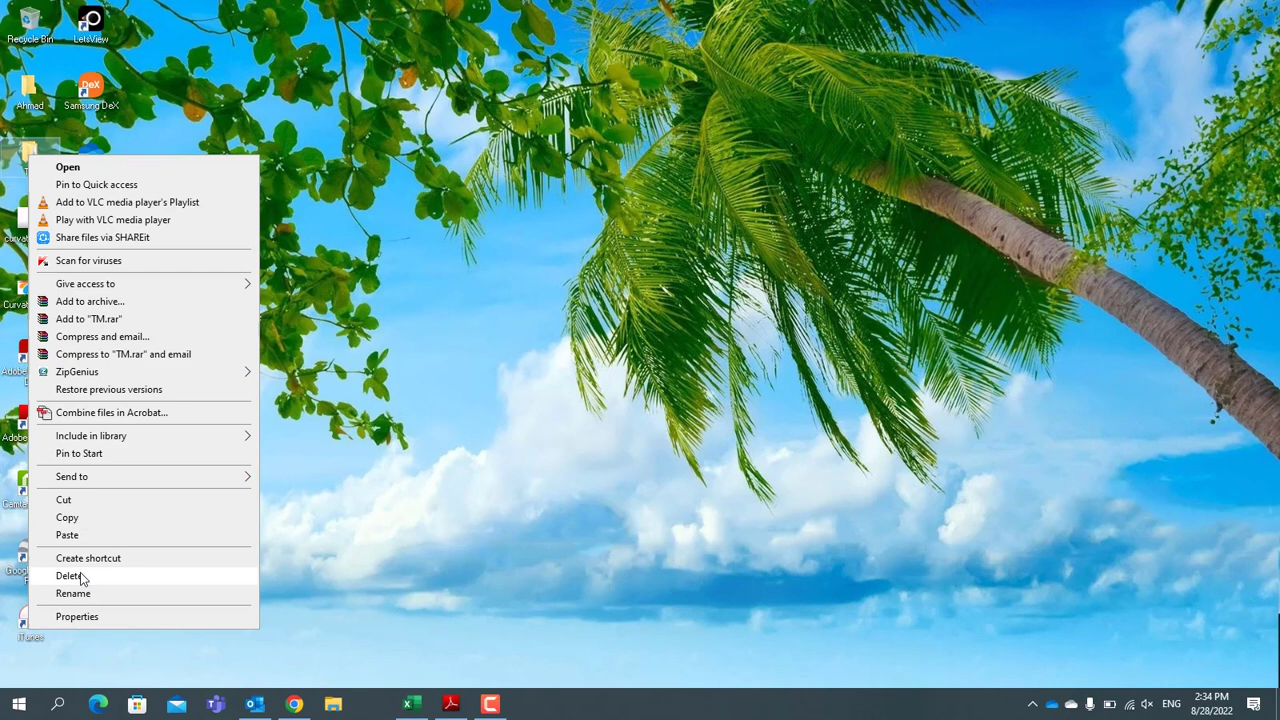 Recycle Bin
LetsView
DeX
Ahmad
Samsung DeX
Open
Pin to Quick access
Add to VLC media player's Playlist
Play with VLC media player
Share files via SHAREit
Scan for viruses
Give access to
Add to archive...
Add to "TM.rar"
Compress and email...
Compress to "TM.rar" and email
ZipGenius
Restore previous versions
Combine files in Acrobat...
Include in library
Pin to Start
Send to
Cut
Copy
Paste
Create shortcut
Delete
Rename
Properties
iTunes
ENG
2:34 PM
8/28/2022